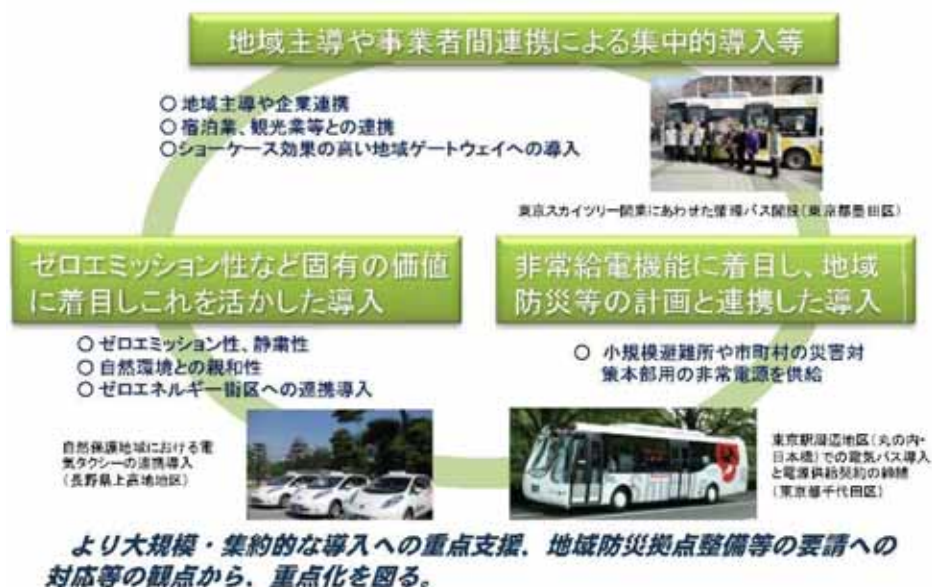 地域主導や事業者間連携による集中的導入等
○ 地域主導や企業連携
○ 宿泊業、観光業等との連携
○ショーケース効果の高い地域ゲートウェイへの導入
東京スカイツリー開業にあわせた循環バス開設(東京都墨田区)
ゼロエミッション性など固有の価値
に着目しこれを活かした導入
○ ゼロエミッション性、静粛性
○ 自然環境との親和性
○ ゼロエネルギー街区への連携導入
自然保護地域における電
気タクシーの連携導入
(長野県上高地地区)
非常給電機能に着目し、地域
防災等の計画と連携した導入
○ 小規模避難所や市町村の災害対
策本部用の非常電源を供給
東京駅周辺地区(丸の内・
日本橋)での電気バス導入
と電源供給契約の締結
(東京都千代田区)
より大規模・集約的な導入への重点支援、地域防災拠点整備等の要請への
対応等の観点から、重点化を図る。